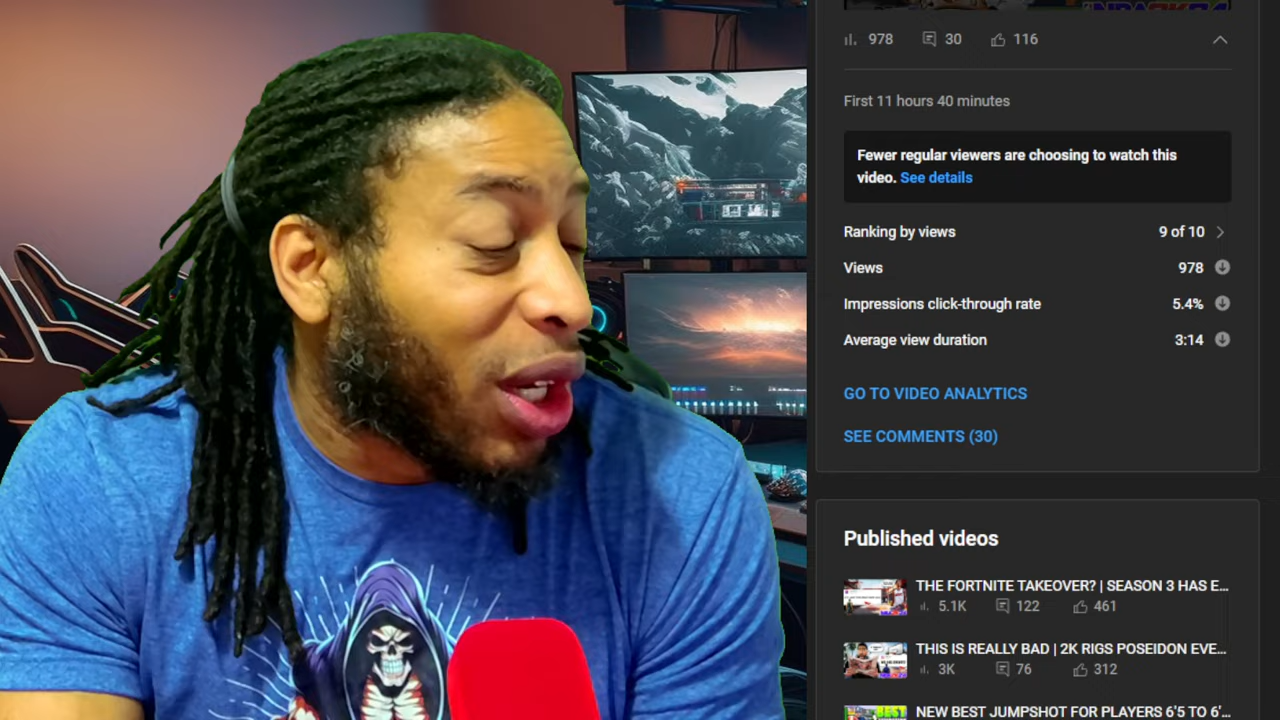 978 30 116
First 11 hours 40 minutes
Fewer regular viewers are choosing to watch this
video. See details
Ranking by views 9 of 10
Views 978
Impressions click-through rate 5.4%
Average view duration 3:14
GO TO VIDEO ANALYTICS
SEE COMMENTS (30)
Published videos
THE FORTNITE TAKEOVER? | SEASON 3 HAS E...
5.1K 122 461
THIS IS REALLY BAD | 2K RIGS POSEIDON EVE...
3K 76 312
NEW BEST JUMPSHOT FOR PLAYERS 6'5 TO 6'...